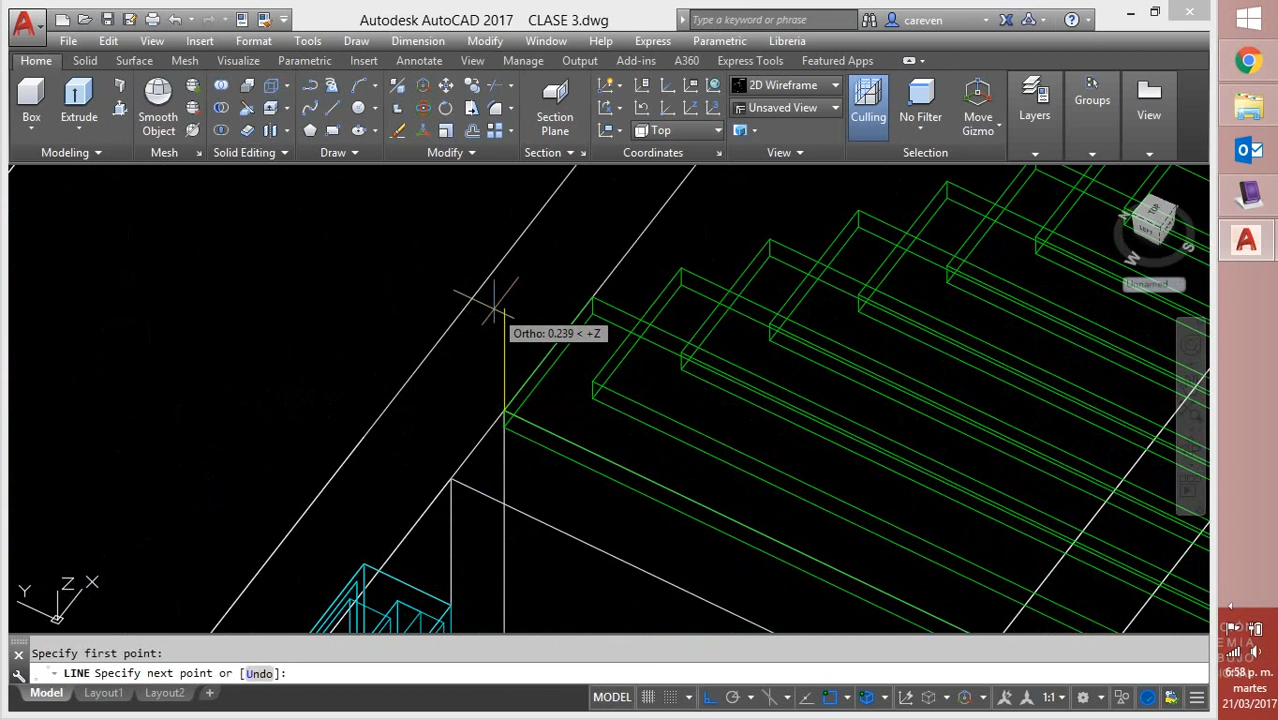 Autodesk AutoCAD 2017 CLASE 3.dwg
Type a keyword or phrase
careven
File Edit View Insert Format Tools Draw Dimension Modify Window Help Express Parametric Libreria
Home Solid Surface Mesh Visualize Parametric Insert Annotate View Manage Output Add-ins A360 Express Tools Featured Apps
2D Wireframe
Unsaved View
Top
Box Extrude Smooth Object Section Plane Culling No Filter Move Gizmo Layers Groups View
Modeling Mesh Solid Editing Draw Modify Section Coordinates View Selection
TOP
LEFT
N
S
W
Unnamed
Ortho: 0.239 < +Z
Y Z X
Specify first point:
LINE Specify next point or [Undo]:
Model Layout1 Layout2 +
MODEL
1:1
6:58 p. m.
martes
21/03/2017